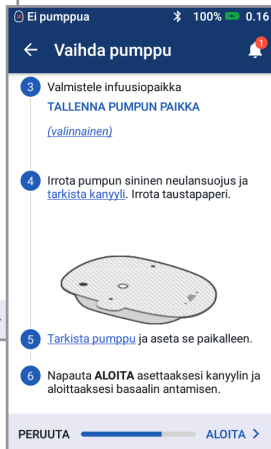 Ei pumppua 100% 0.16
Vaihda pumppu 1
3 Valmistele infuusiopaikka
TALLENNA PUMPUN PAIKKA
(valinnainen)
4 Irrota pumpun sininen neulansuojus ja
tarkista kanyyli. Irrota taustapaperi.
5 Tarkista pumppu ja aseta se paikalleen.
6 Napauta ALOITA asettaaksesi kanyylin ja
aloittaaksesi basaalin antamisen.
PERUUTA ALOITA